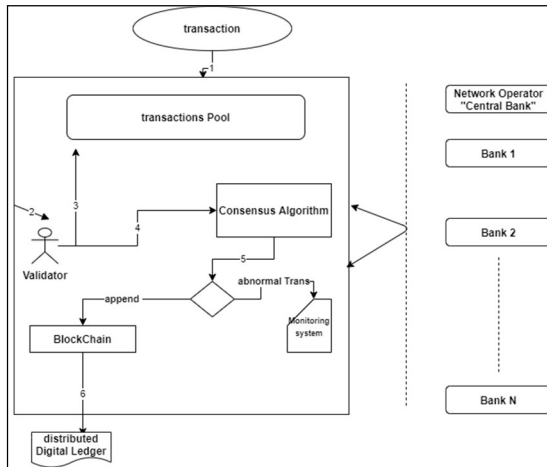 transaction
1
transactions Pool
Network Operator
"Central Bank"
Bank 1
2
3
4
Consensus Algorithm
Bank 2
Validator
5
append
abnormal Trans
Monitoring
system
BlockChain
6
Bank N
distributed
Digital Ledger